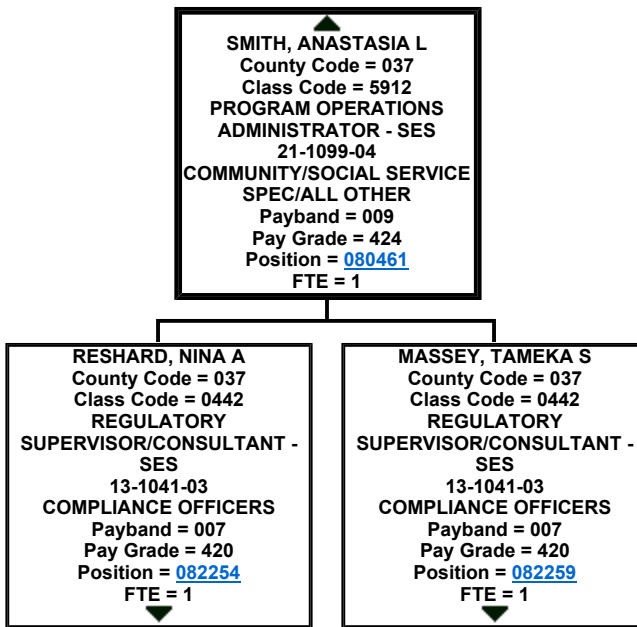 SMITH, ANASTASIA L
County Code = 037
Class Code = 5912
PROGRAM OPERATIONS
ADMINISTRATOR - SES
21-1099-04
COMMUNITY/SOCIAL SERVICE
SPEC/ALL OTHER
Payband = 009
Pay Grade = 424
Position = 080461
FTE = 1
RESHARD, NINA A
County Code = 037
Class Code = 0442
REGULATORY
SUPERVISOR/CONSULTANT -
SES
13-1041-03
COMPLIANCE OFFICERS
Payband = 007
Pay Grade = 420
Position = 082254
FTE = 1
MASSEY, TAMEKA S
County Code = 037
Class Code = 0442
REGULATORY
SUPERVISOR/CONSULTANT -
SES
13-1041-03
COMPLIANCE OFFICERS
Payband = 007
Pay Grade = 420
Position = 082259
FTE = 1